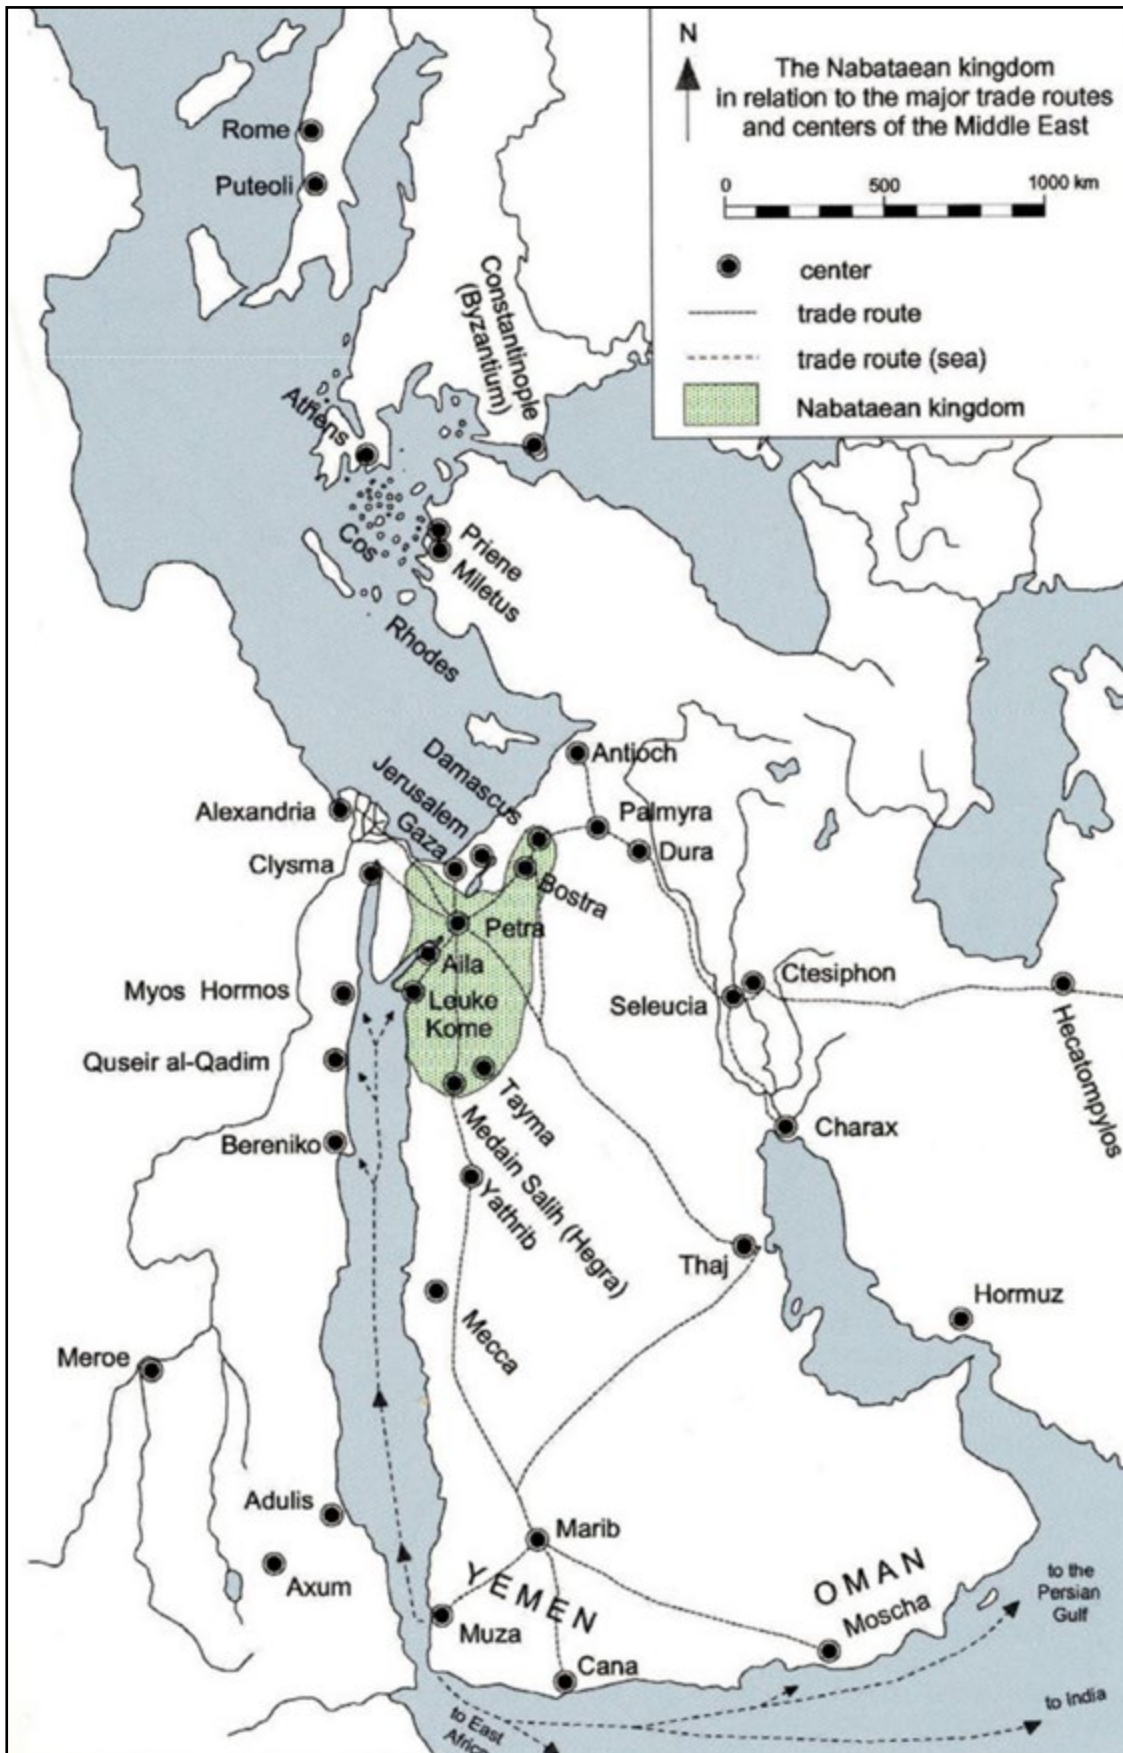 N
The Nabataean kingdom
in relation to the major trade routes
and centers of the Middle East
0 500 1000 km
center
trade route
trade route (sea)
Nabataean kingdom
Rome
Puteoli
Constantinople
(Byzantium)
Athens
Priene
Cos
Miletus
Rhodes
Antioch
Damascus
Jerusalem
Gaza
Alexandria
Palmyra
Dura
Clysma
Bostra
Petra
Aila
Ctesiphon
Myos Hormos
Leuke
Kome
Seleucia
Hecatompylos
Quseir al-Qadim
Tayma
Medain Salih (Hegra)
Charax
Bereniko
Yathrib
Thaj
Hormuz
Mecca
Meroe
Adulis
Marib
Axum
YEMEN
OMAN
Muza
Moscha
Cana
to the
Persian
Gulf
to India
to East